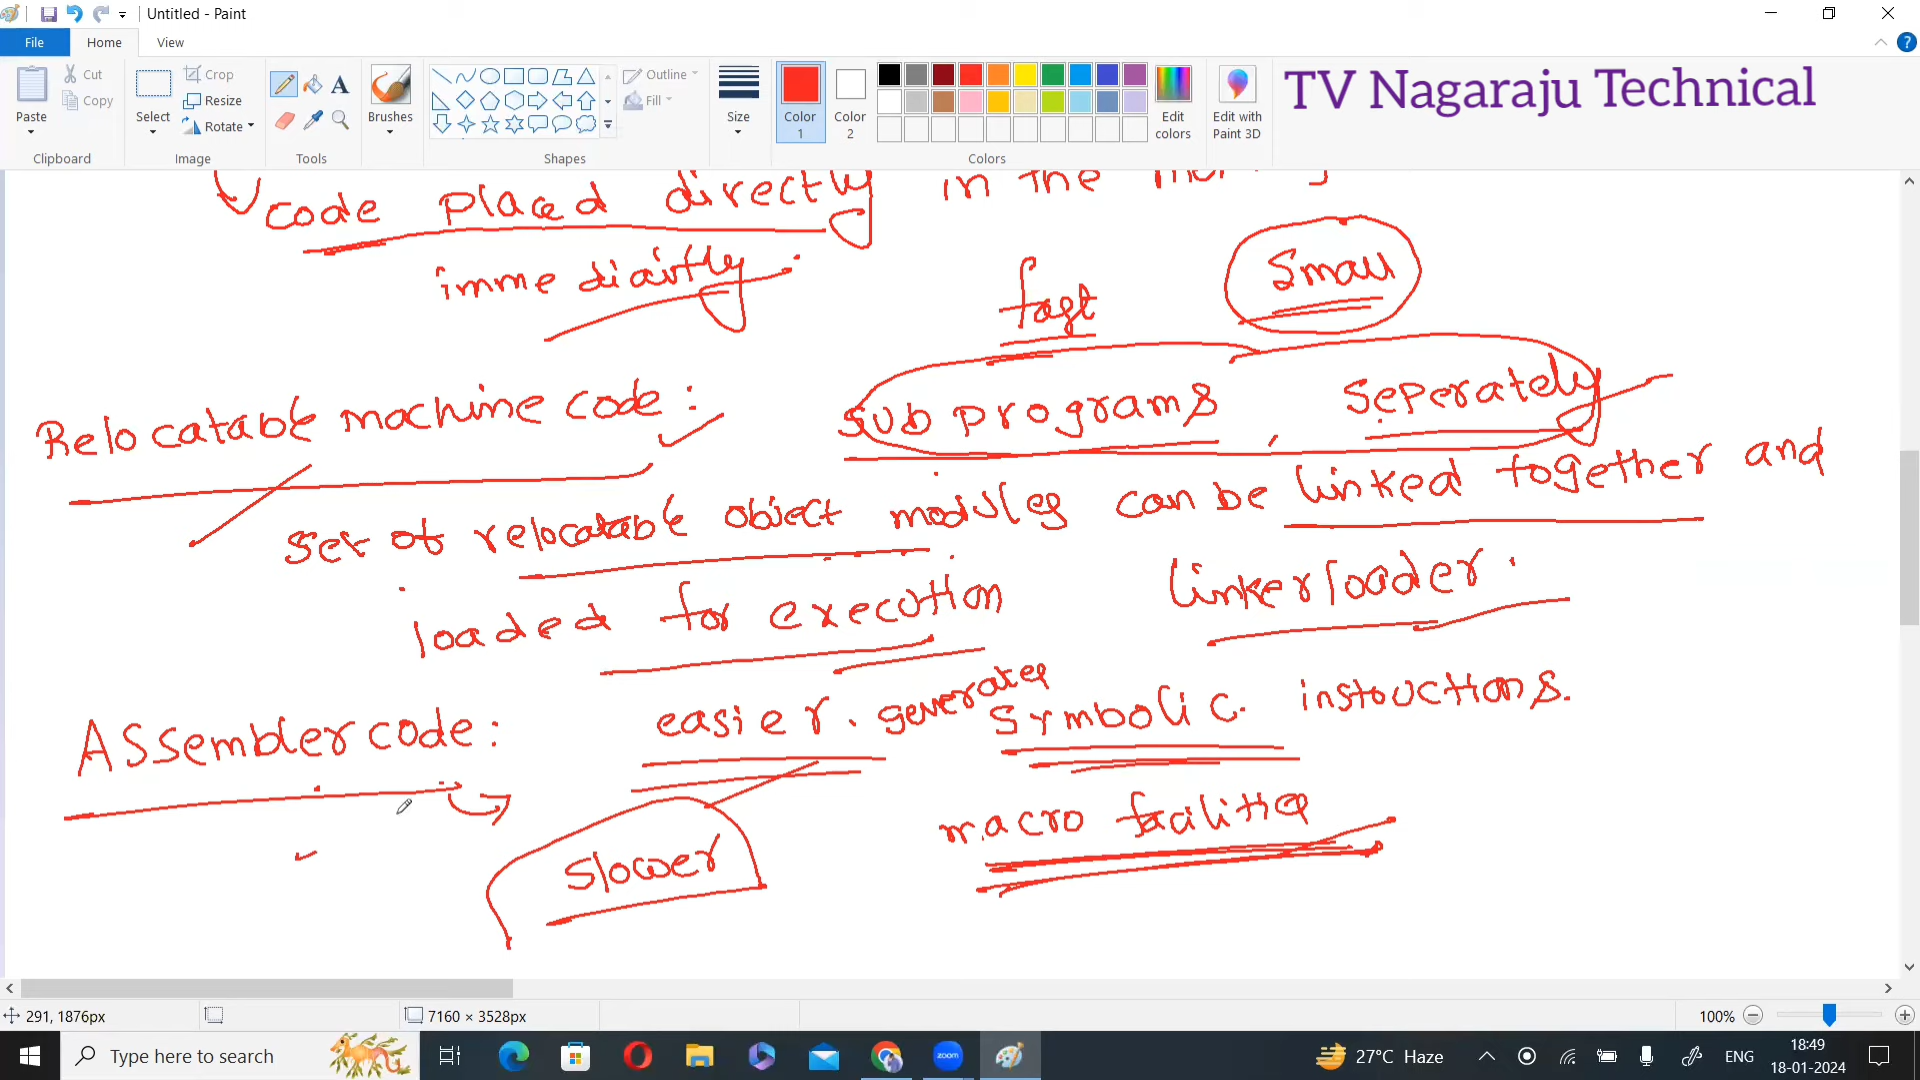 Untitled - Paint
File Home View
Paste Cut Copy Clipboard
Select Crop Resize Rotate Image
Tools
Brushes
Outline Fill Shapes
Size
Color 1 Color 2
Edit colors
Edit with Paint 3D
Colors
TV Nagaraju Technical
code placed directly in the
immediairtly
fast Small
Relocatable machine code : sub programs, seperately
set of relocatable object modules can be linked together and
loaded for execution linker loader.
Assembler code : easier. generates symbolic. instructions.
slower macro facilities
291, 1876px 7160 × 3528px 100%
Type here to search 27°C Haze ENG 18:49 18-01-2024
zoom